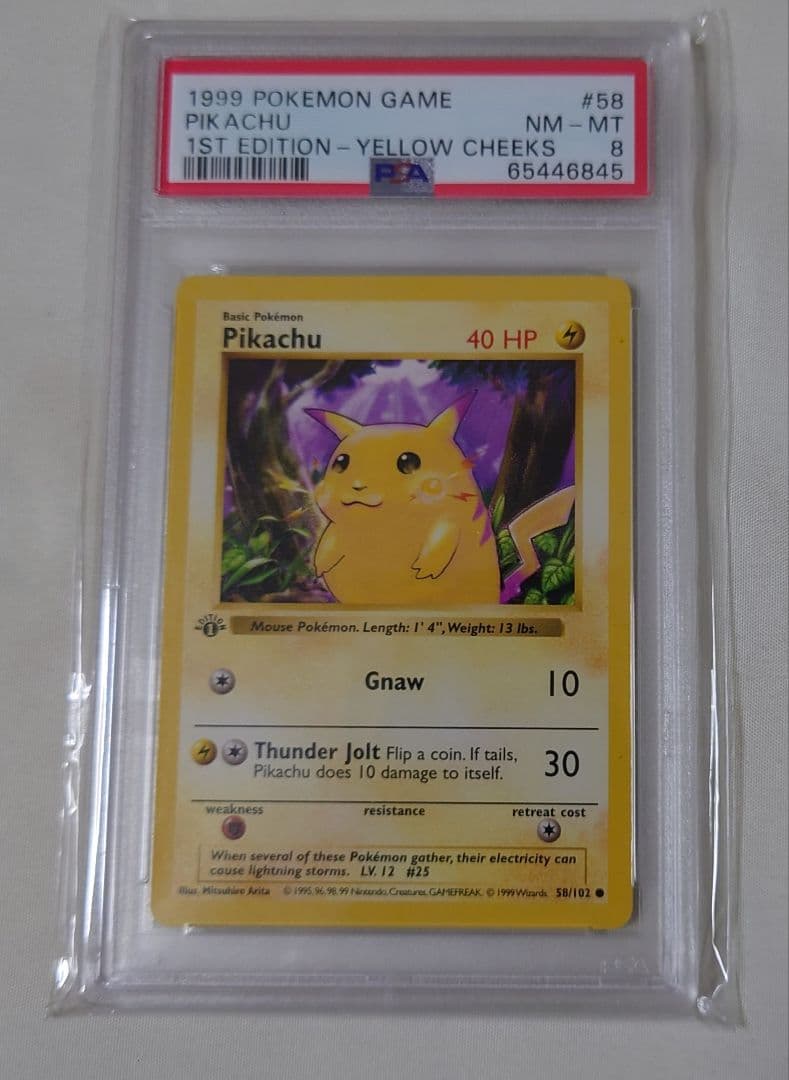 1999 POKEMON GAME #58
PIKACHU NM - MT
1ST EDITION - YELLOW CHEEKS 8
PSA 65446845
Basic Pokémon
Pikachu 40 HP
EDITION 1
Mouse Pokémon. Length: 1' 4", Weight: 13 lbs.
Gnaw 10
Thunder Jolt Flip a coin. If tails, 30
Pikachu does 10 damage to itself.
weakness resistance retreat cost
When several of these Pokémon gather, their electricity can
cause lightning storms. LV. 12 #25
Illus. Mitsuhiro Arita © 1995, 96, 98, 99 Nintendo, Creatures, GAMEFREAK. © 1999 Wizards. 58/102